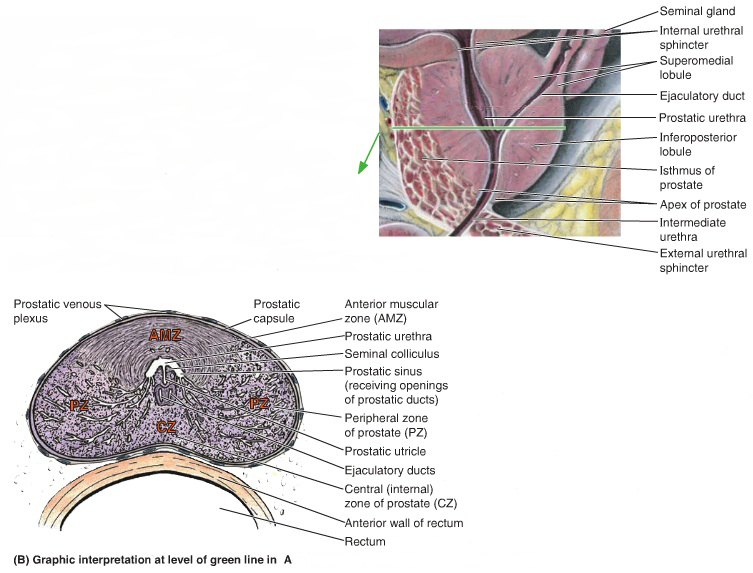 Seminal gland
Internal urethral
sphincter
Superomedial
lobule
Ejaculatory duct
Prostatic urethra
Inferoposterior
lobule
Isthmus of
prostate
Apex of prostate
Intermediate
urethra
External urethral
sphincter
Prostatic venous
plexus
Prostatic
capsule
Anterior muscular
zone (AMZ)
Prostatic urethra
Seminal colliculus
Prostatic sinus
(receiving openings
of prostatic ducts)
Peripheral zone
of prostate (PZ)
Prostatic utricle
Ejaculatory ducts
Central (internal)
zone of prostate (CZ)
Anterior wall of rectum
Rectum
AMZ
PZ
PZ
CZ
(B) Graphic interpretation at level of green line in A